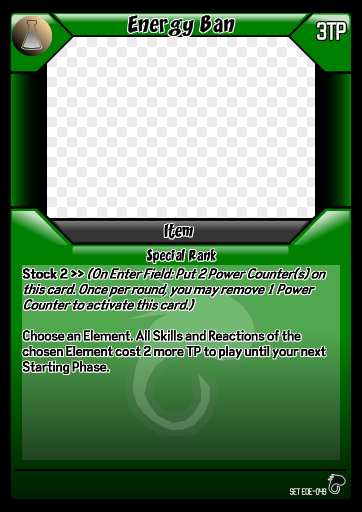 Energy Ban
3TP
Item
Special Rank
Stock 2 >> (On Enter Field: Put 2 Power Counter(s) on
this card. Once per round, you may remove 1 Power
Counter to activate this card.)
Choose an Element. All Skills and Reactions of the
chosen Element cost 2 more TP to play until your next
Starting Phase.
SET EOE-049